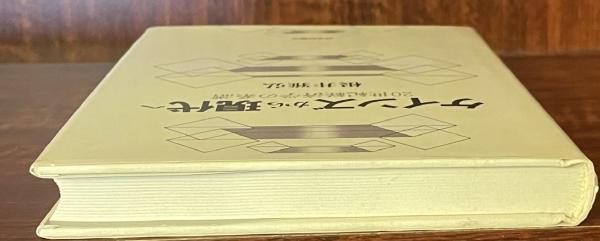 ケインズから現代へ
20世紀経済学の系譜
根井雅弘